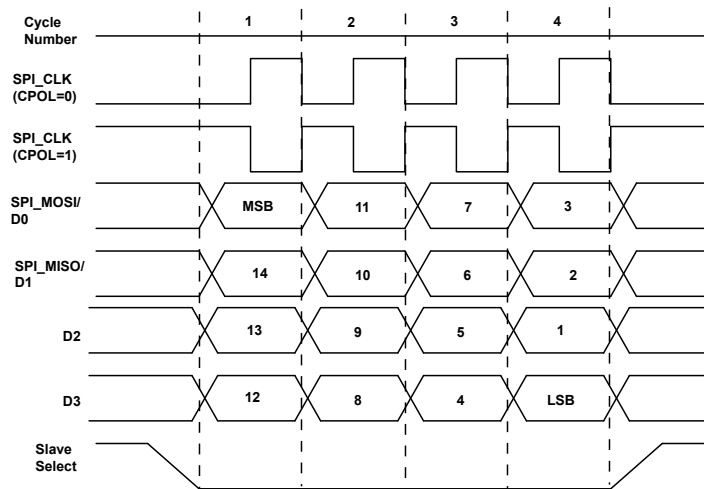 Cycle Number 1 2 3 4
SPI_CLK
(CPOL=0)
SPI_CLK
(CPOL=1)
SPI_MOSI/
D0 MSB 11 7 3
SPI_MISO/
D1 14 10 6 2
D2 13 9 5 1
D3 12 8 4 LSB
Slave
Select